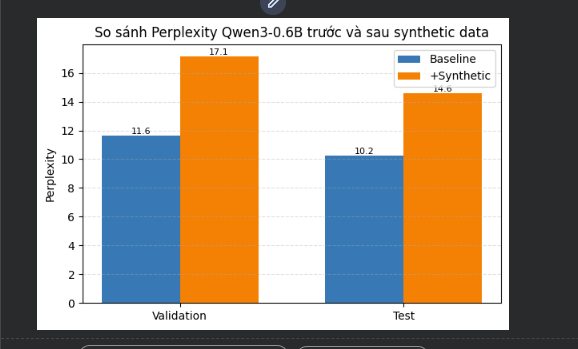 So sánh Perplexity Qwen3-0.6B trước và sau synthetic data
17.1
Baseline
+Synthetic
14.6
11.6
10.2
Perplexity
16
14
12
10
8
6
4
2
0
Validation
Test